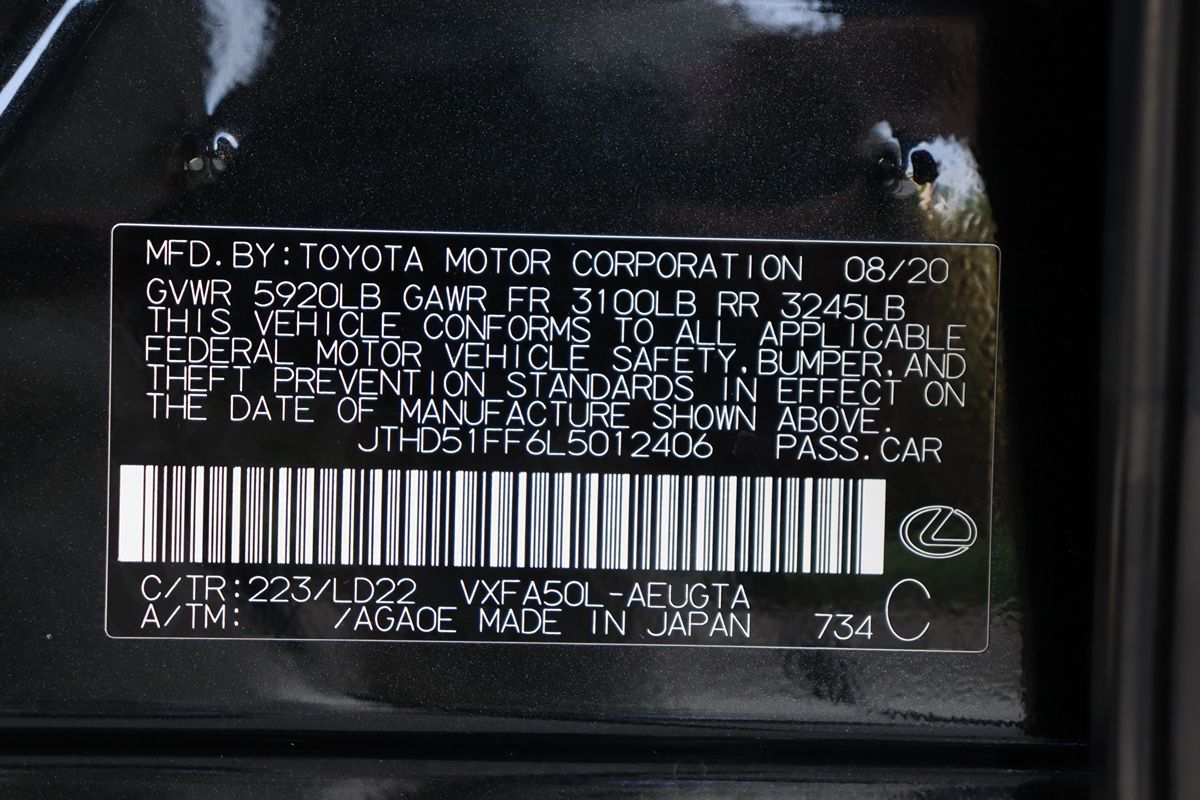 MFD. BY: TOYOTA MOTOR CORPORATION 08/20
GVWR 5920LB GAWR FR 3100LB RR 3245LB
THIS VEHICLE CONFORMS TO ALL APPLICABLE
FEDERAL MOTOR VEHICLE SAFETY, BUMPER, AND
THEFT PREVENTION STANDARDS IN EFFECT ON
THE DATE OF MANUFACTURE SHOWN ABOVE.
JTHD51FF6L5012406 PASS. CAR
C/TR: 223/LD22 VXFA50L-AEUGTA
A/TM: /AGA0E MADE IN JAPAN 734 C